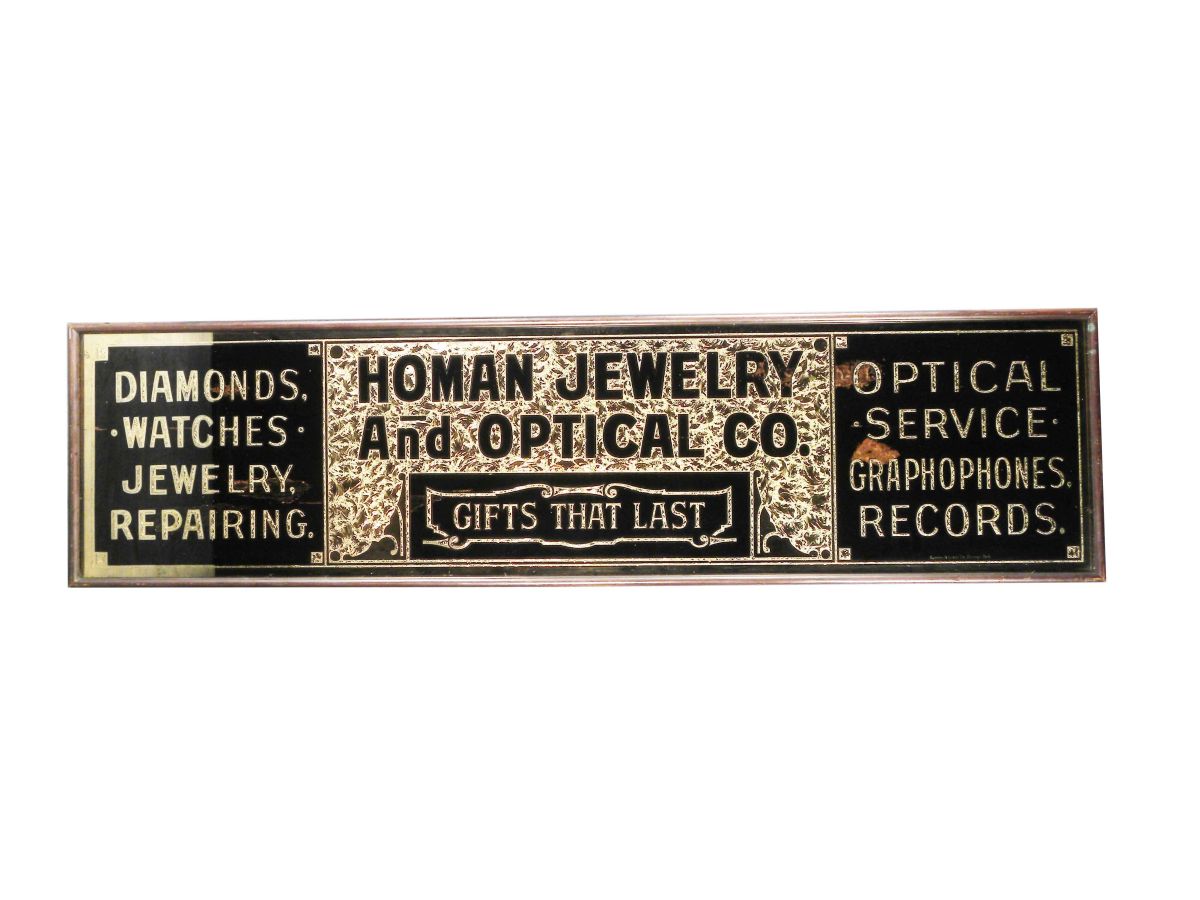 DIAMONDS,
·WATCHES·
JEWELRY,
REPAIRING.
HOMAN JEWELRY
And OPTICAL CO.
GIFTS THAT LAST
OPTICAL
·SERVICE·
GRAPHOPHONES.
RECORDS.